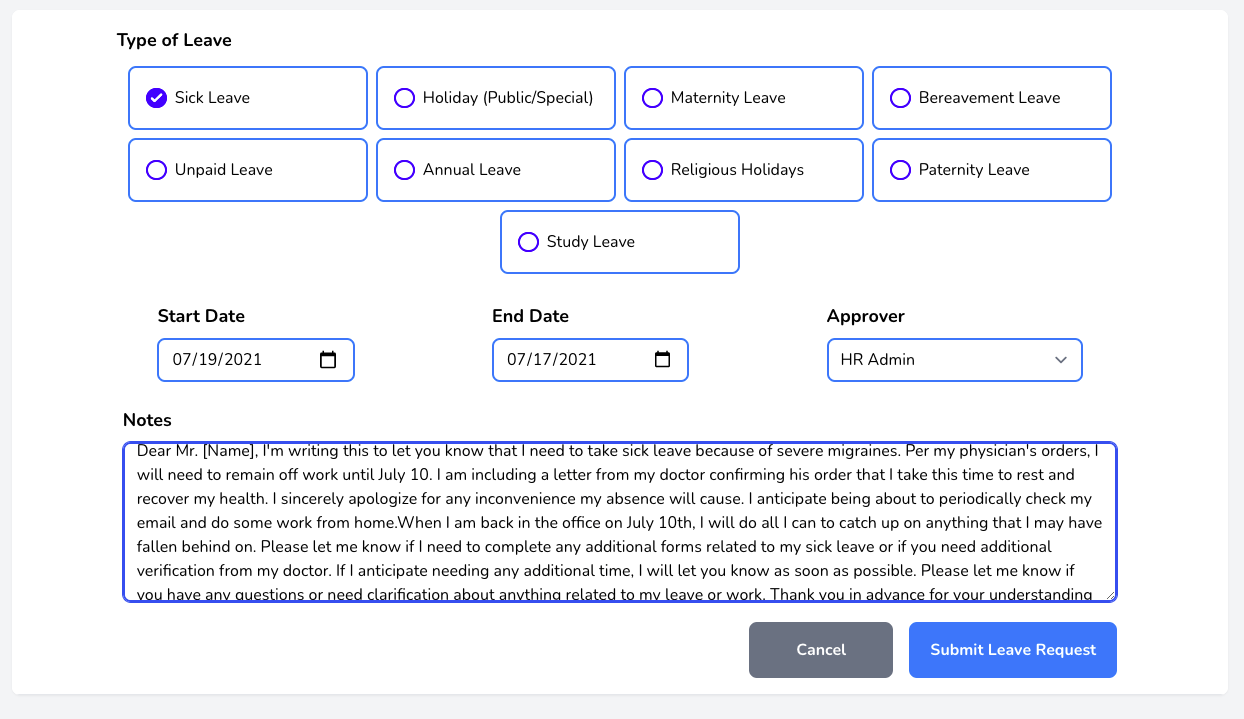 Type of Leave
Sick Leave
Holiday (Public/Special)
Maternity Leave
Bereavement Leave
Unpaid Leave
Annual Leave
Religious Holidays
Paternity Leave
Study Leave
Start Date
End Date
Approver
07/19/2021
07/17/2021
HR Admin
Notes
Dear Mr. [Name], I'm writing this to let you know that I need to take sick leave because of severe migraines. Per my physician's orders, I
will need to remain off work until July 10. I am including a letter from my doctor confirming his order that I take this time to rest and
recover my health. I sincerely apologize for any inconvenience my absence will cause. I anticipate being about to periodically check my
email and do some work from home.When I am back in the office on July 10th, I will do all I can to catch up on anything that I may have
fallen behind on. Please let me know if I need to complete any additional forms related to my sick leave or if you need additional
verification from my doctor. If I anticipate needing any additional time, I will let you know as soon as possible. Please let me know if
you have any questions or need clarification about anything related to my leave or work. Thank you in advance for your understanding
Cancel
Submit Leave Request